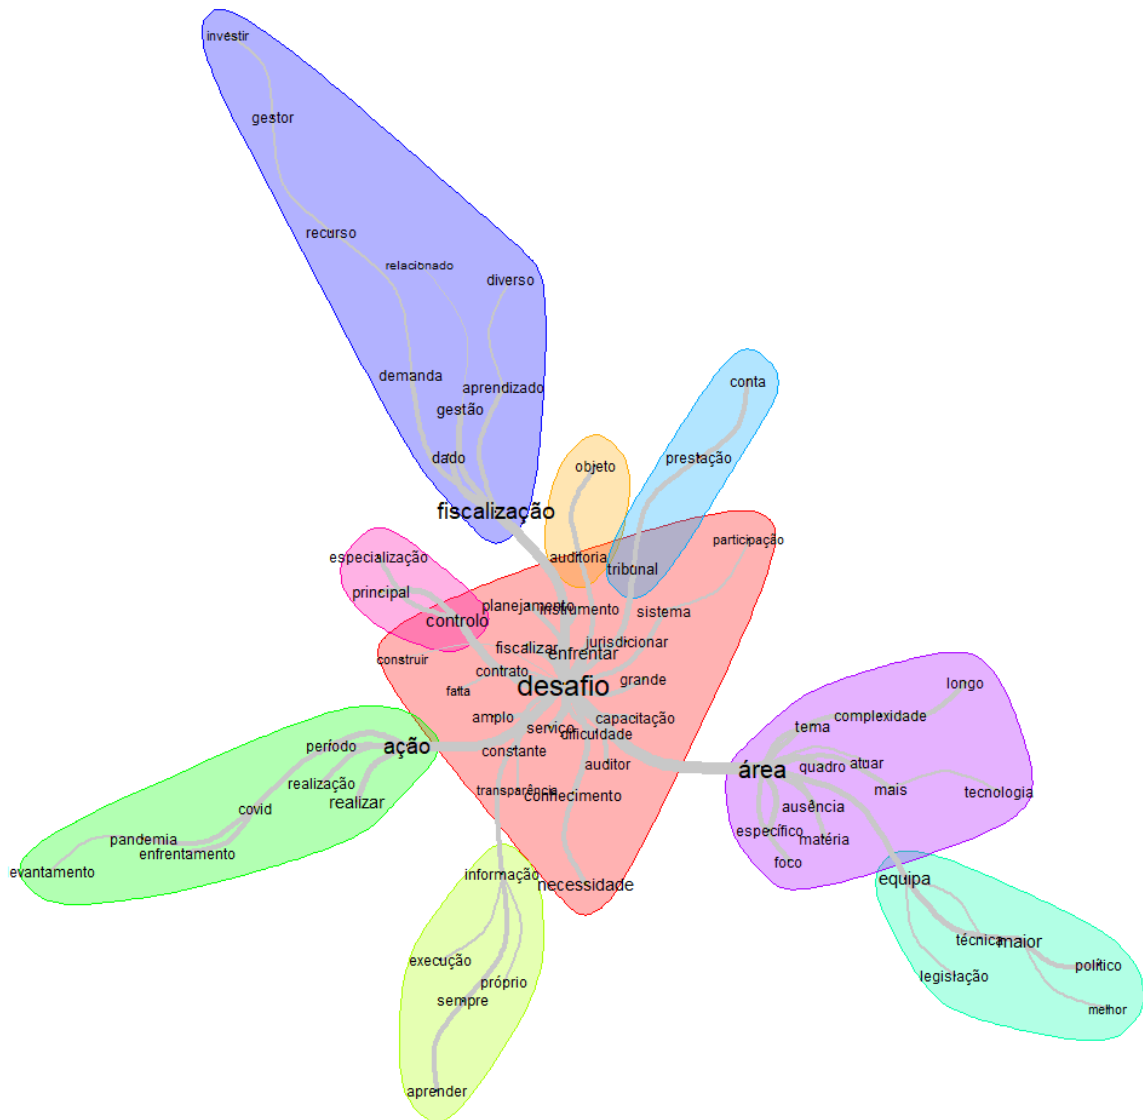 investir
gestor
recurso
relacionado
diverso
demanda
aprendizado
gestão
dado
fiscalização
conta
prestação
tribunal
objeto
auditoria
especialização
principal
controlo
participação
planejamento
instrumento
sistema
fiscalizar
jurisdicionar
enfrentar
construir
contrato
falta
desafio
grande
amplo
serviço
capacitação
dificuldade
constante
auditor
transparência
conhecimento
necessidade
ação
período
realização
realizar
covid
pandemia
enfrentamento
evantamento
informação
execução
próprio
sempre
aprender
longo
complexidade
tema
área
quadro
atuar
mais
tecnologia
ausência
específico
matéria
foco
equipa
técnica
maior
político
legislação
melhor